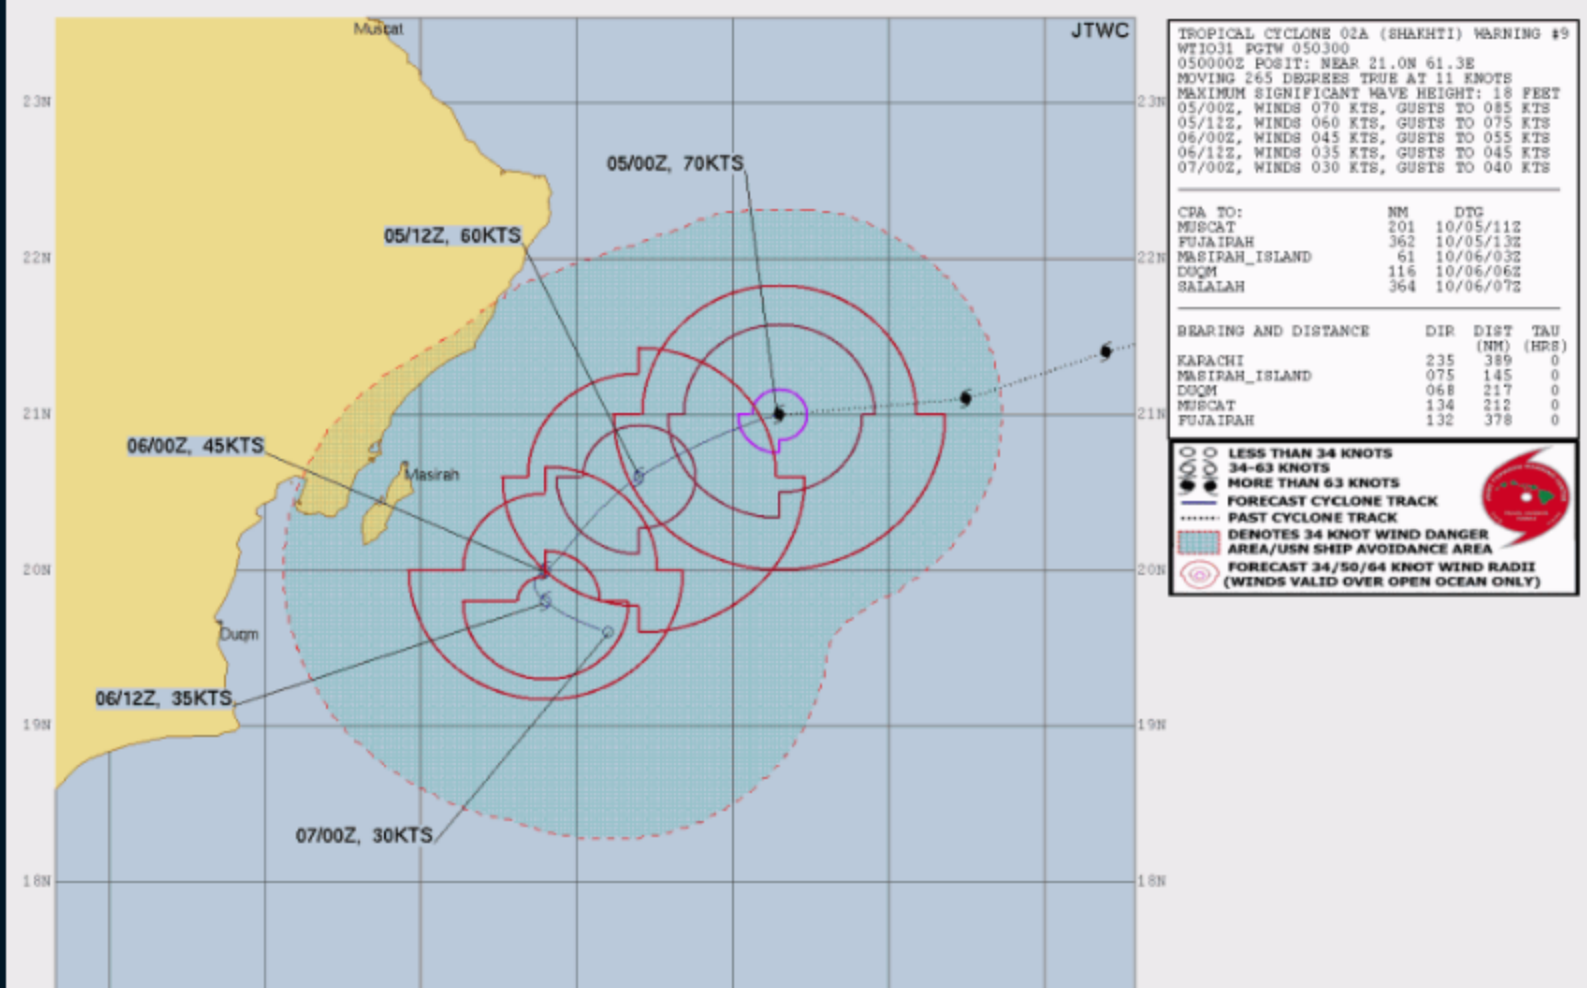 Muscat
JTWC
23N
23N
05/00Z, 70KTS
05/12Z, 60KTS
22N
22N
21N
21N
06/00Z, 45KTS
Masirah
20N
20N
Duqm
06/12Z, 35KTS
19N
19N
07/00Z, 30KTS
18N
18N
TROPICAL CYCLONE 02A (SHAKHTI) WARNING #9
WTIO31 PGTW 050300
050000Z POSIT: NEAR 21.0N 61.3E
MOVING 265 DEGREES TRUE AT 11 KNOTS
MAXIMUM SIGNIFICANT WAVE HEIGHT: 18 FEET
05/00Z, WINDS 070 KTS, GUSTS TO 085 KTS
05/12Z, WINDS 060 KTS, GUSTS TO 075 KTS
06/00Z, WINDS 045 KTS, GUSTS TO 055 KTS
06/12Z, WINDS 035 KTS, GUSTS TO 045 KTS
07/00Z, WINDS 030 KTS, GUSTS TO 040 KTS
CPA TO: NM DTG
MUSCAT 201 10/05/11Z
FUJAIRAH 362 10/05/13Z
MASIRAH_ISLAND 61 10/06/03Z
DUQM 116 10/06/06Z
SALALAH 364 10/06/07Z
BEARING AND DISTANCE DIR DIST TAU
(NM) (HRS)
KARACHI 235 389 0
MASIRAH_ISLAND 075 145 0
DUQM 068 217 0
MUSCAT 134 212 0
FUJAIRAH 132 378 0
LESS THAN 34 KNOTS
34-63 KNOTS
MORE THAN 63 KNOTS
FORECAST CYCLONE TRACK
PAST CYCLONE TRACK
DENOTES 34 KNOT WIND DANGER
AREA/USN SHIP AVOIDANCE AREA
FORECAST 34/50/64 KNOT WIND RADII
(WINDS VALID OVER OPEN OCEAN ONLY)